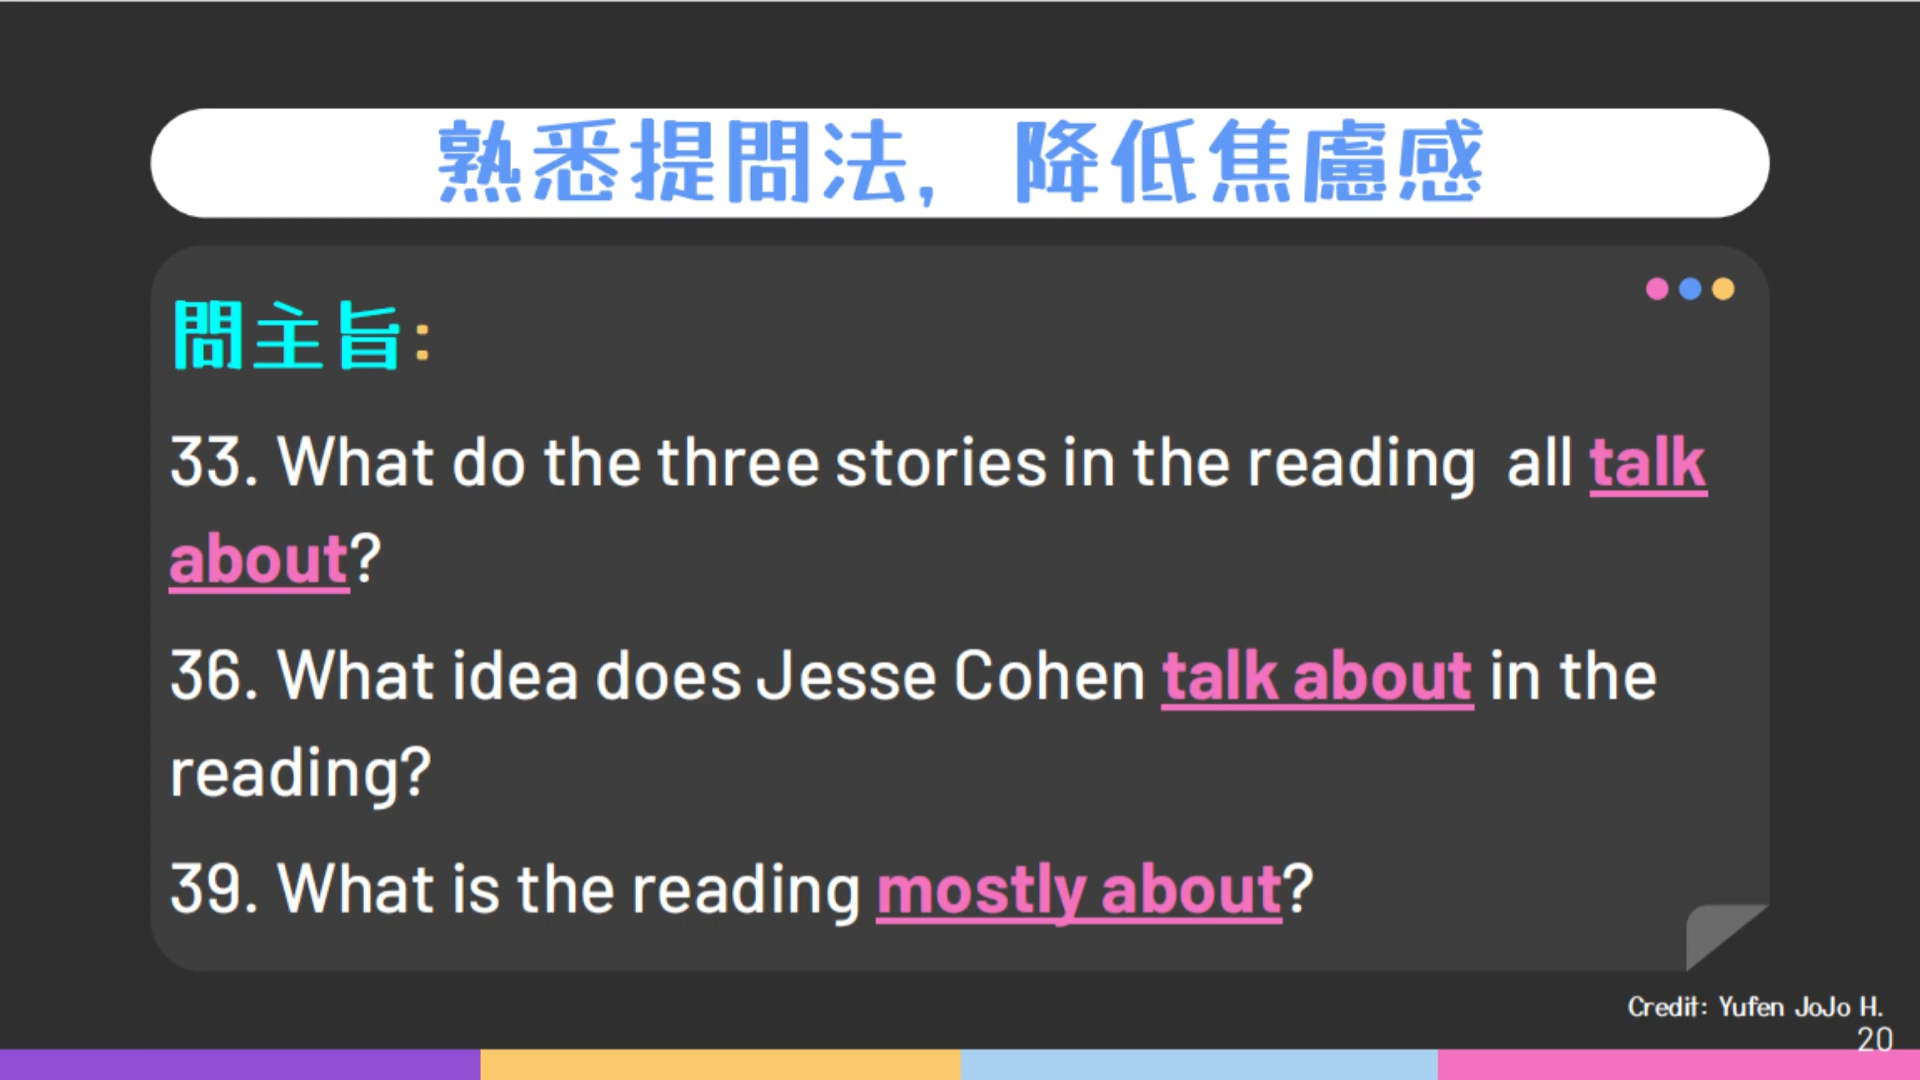 熟悉提問法, 降低焦慮感
問主旨:
33. What do the three stories in the reading  all talk
about?
36. What idea does Jesse Cohen talk about in the
reading?
39. What is the reading mostly about?
Credit: Yufen JoJo H.
20